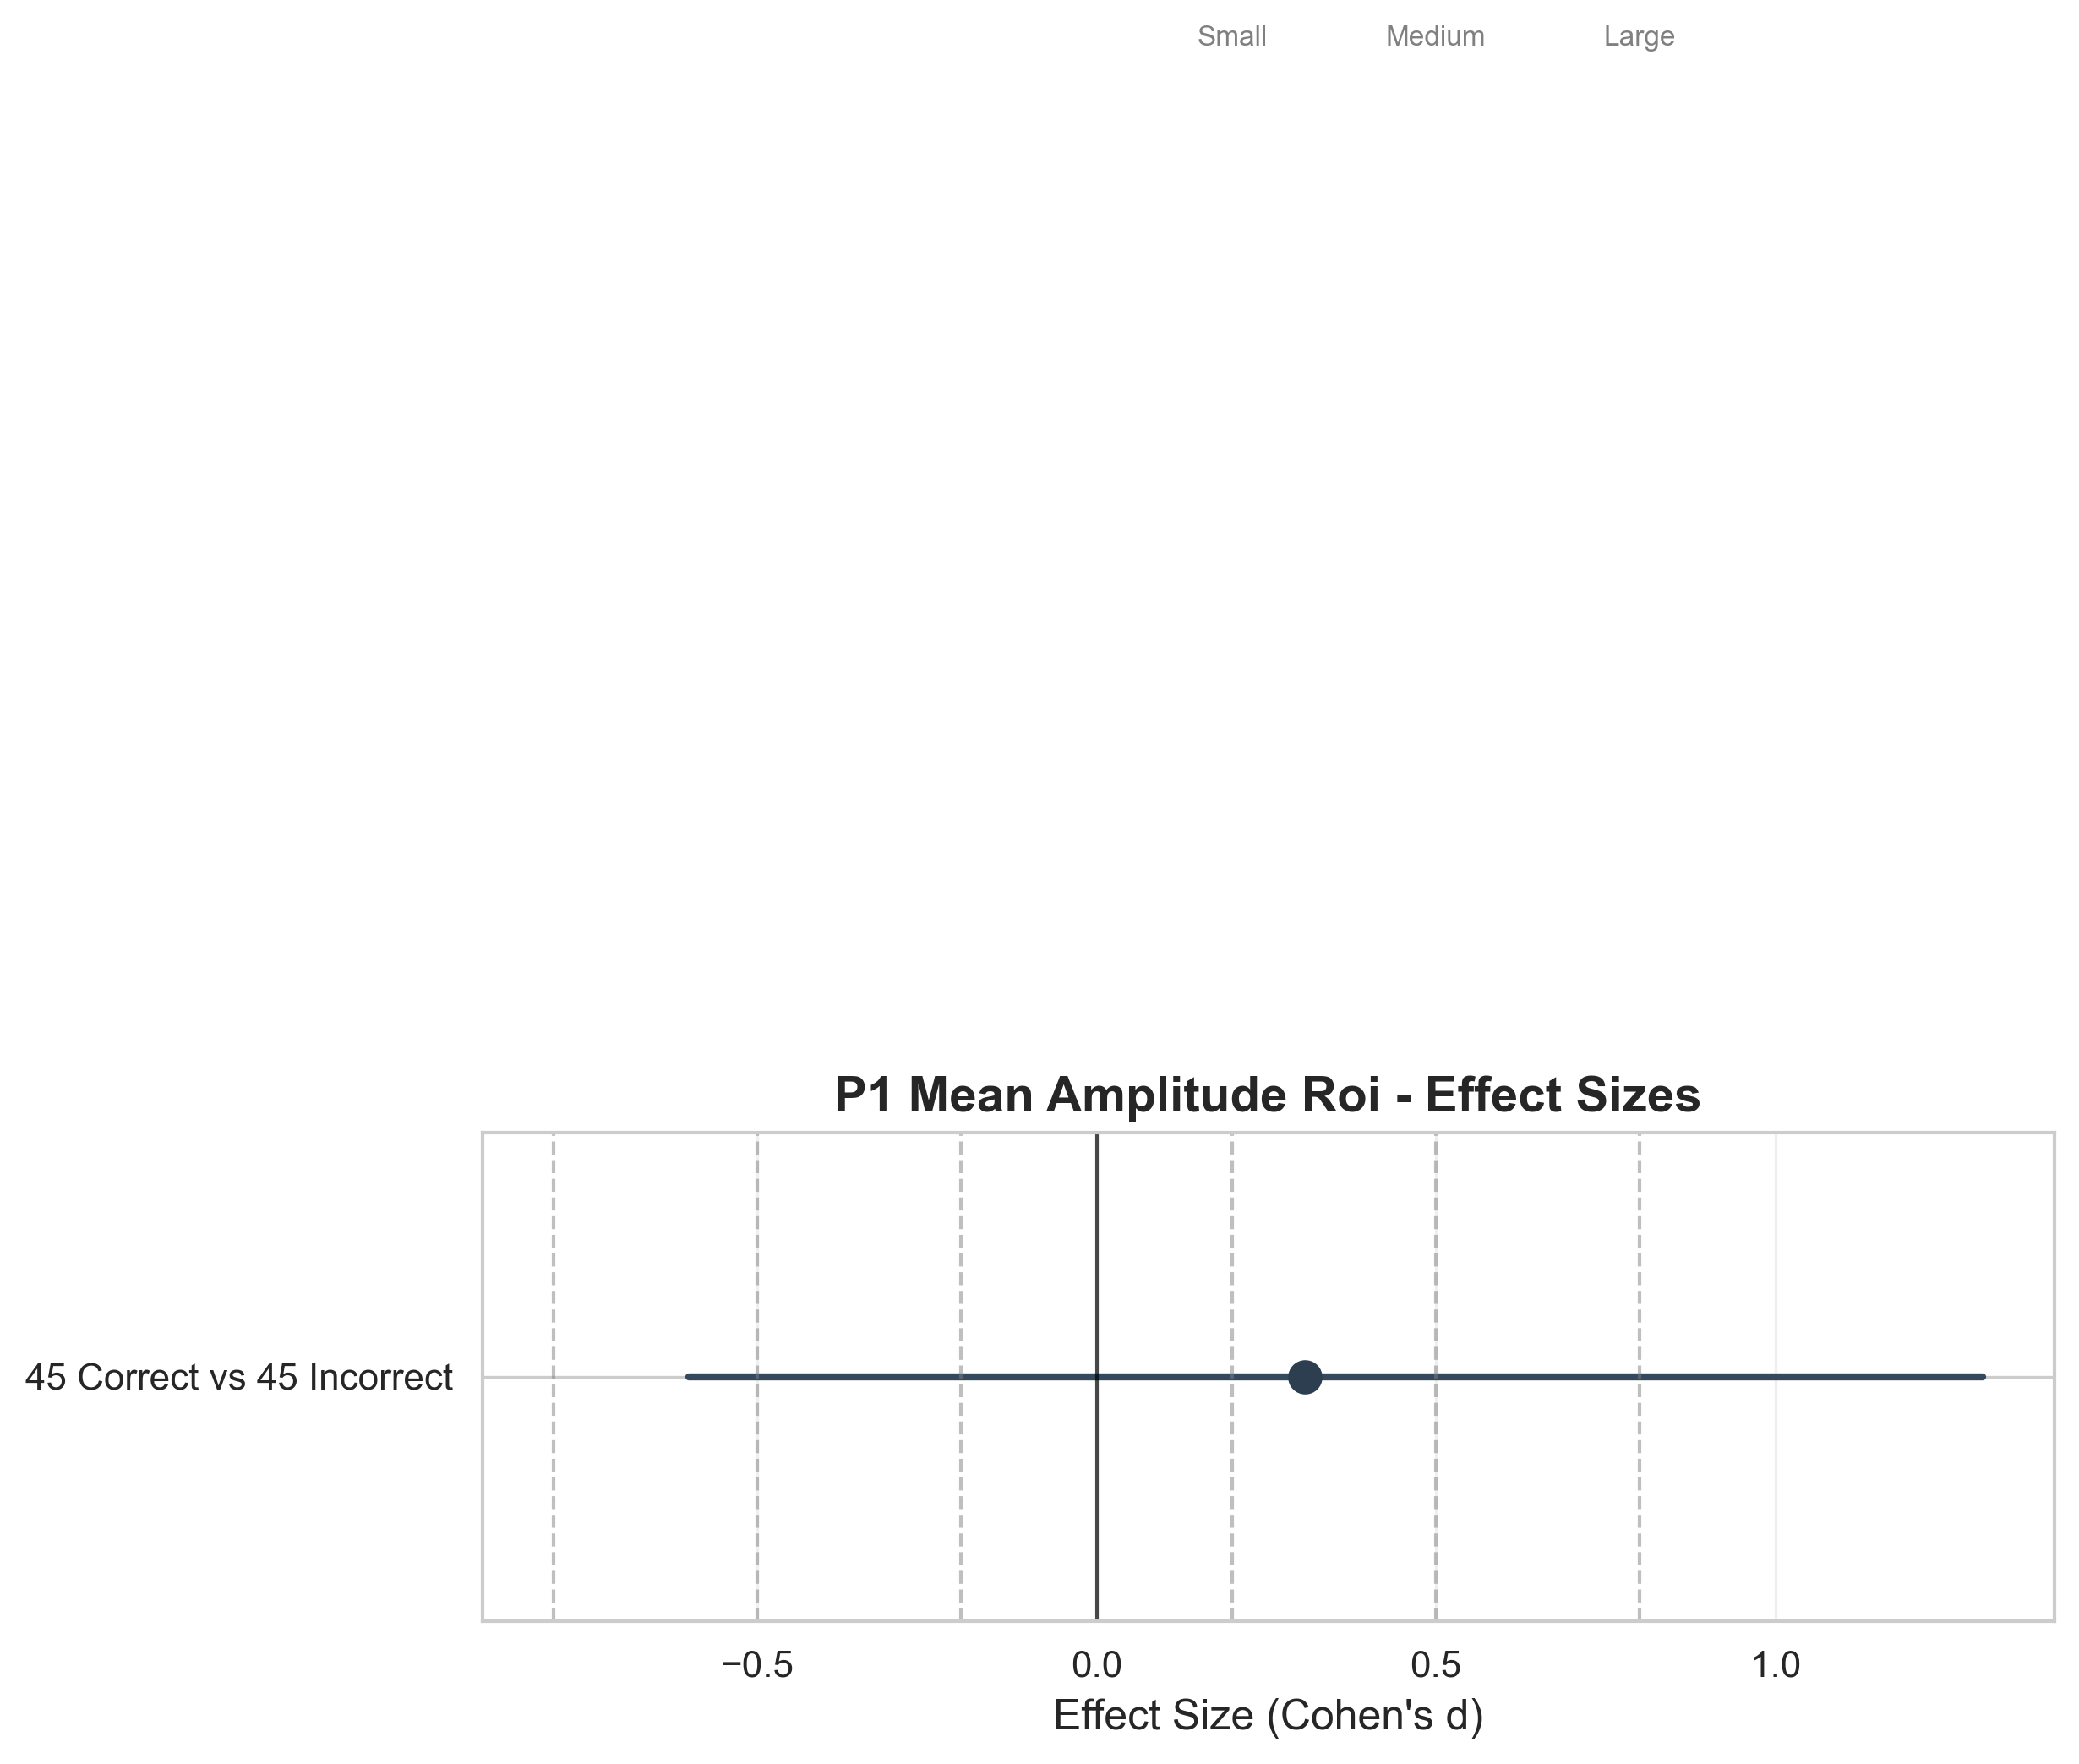 Small Medium Large
P1 Mean Amplitude Roi - Effect Sizes
45 Correct vs 45 Incorrect
−0.5 0.0 0.5 1.0
Effect Size (Cohen's d)